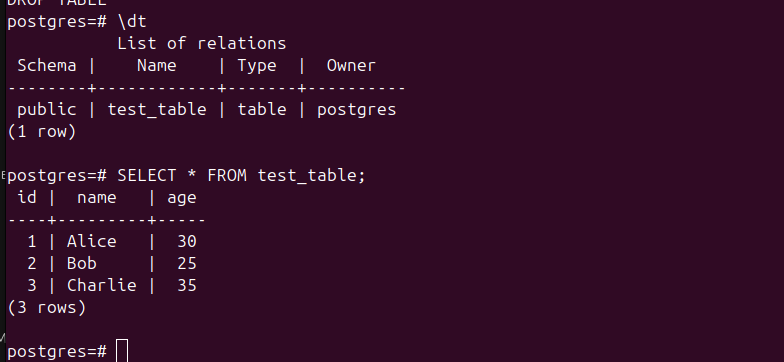 DROP TABLE
postgres=# \dt
           List of relations
 Schema |    Name    | Type  |  Owner
--------+------------+-------+----------
 public | test_table | table | postgres
(1 row)

postgres=# SELECT * FROM test_table;
 id |  name   | age
----+---------+-----
  1 | Alice   |  30
  2 | Bob     |  25
  3 | Charlie |  35
(3 rows)

postgres=#